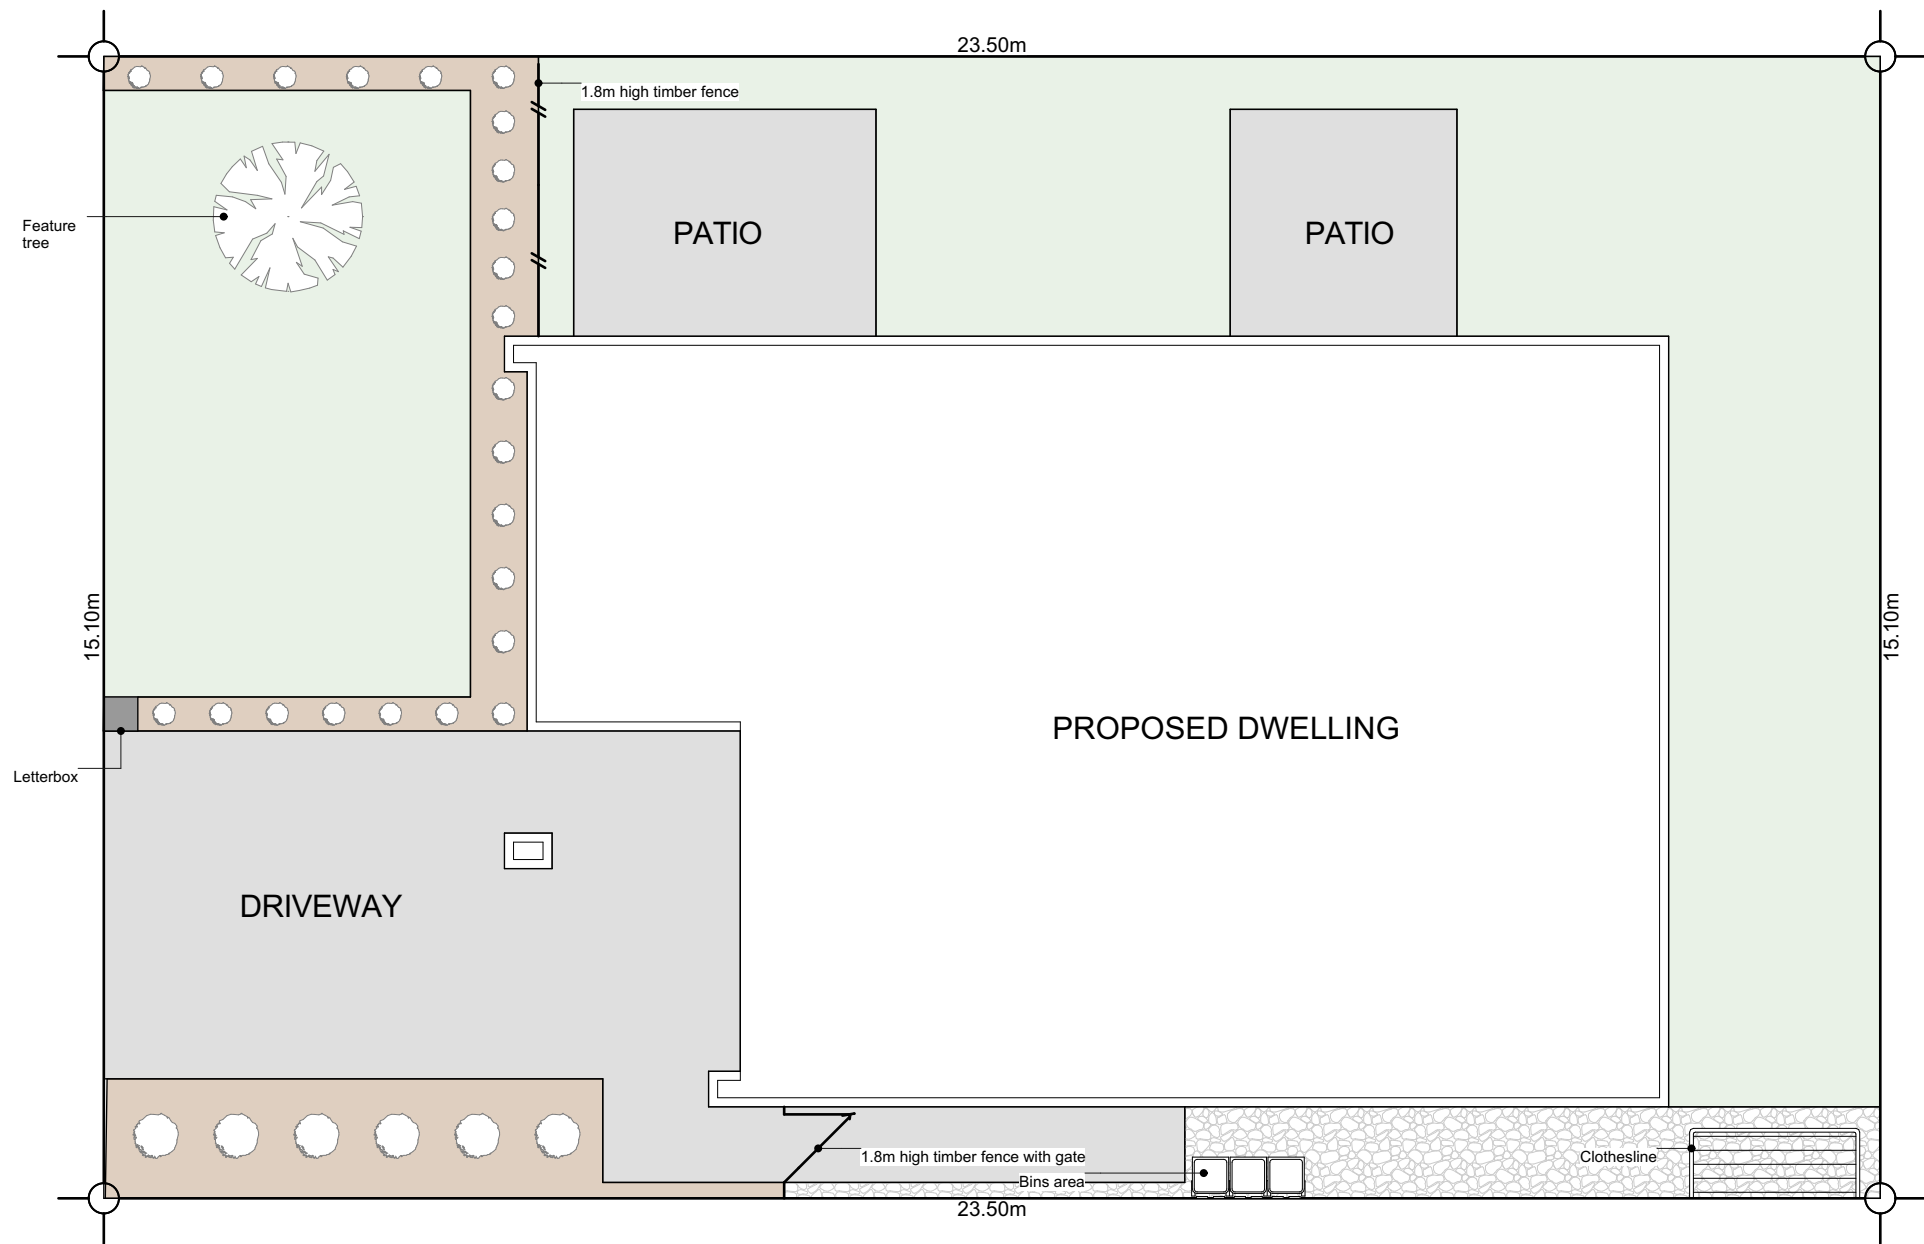 23.50m
1.8m high timber fence
PATIO
PATIO
Feature
tree
15.10m
15.10m
PROPOSED DWELLING
Letterbox
DRIVEWAY
1.8m high timber fence with gate
Clothesline
Bins area
23.50m